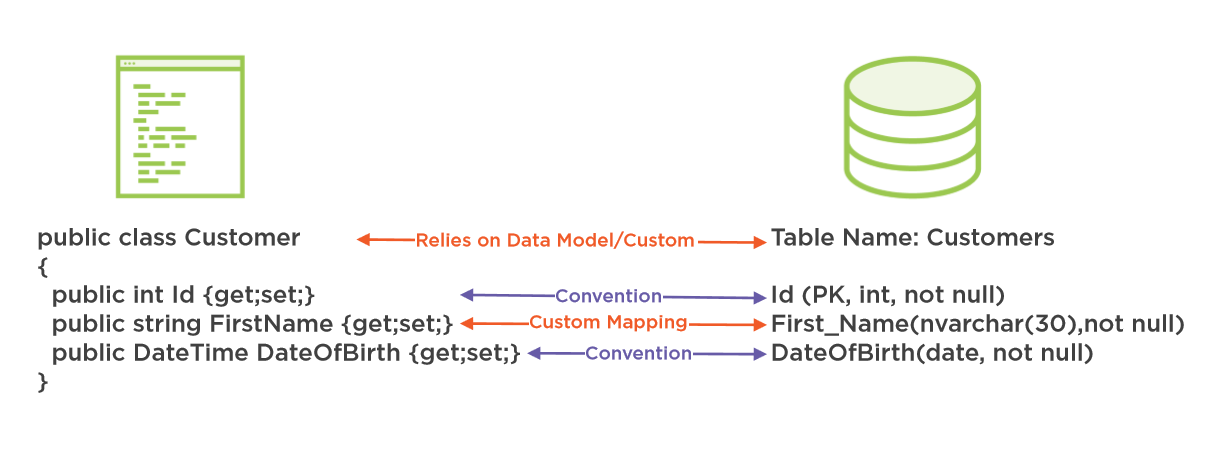 public class Customer Relies on Data Model/Custom Table Name: Customers
{
public int Id {get;set;} Convention Id (PK, int, not null)
public string FirstName {get;set;} Custom Mapping First_Name(nvarchar(30),not null)
public DateTime DateOfBirth {get;set;} Convention DateOfBirth(date, not null)
}